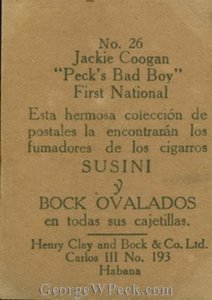 No. 26
Jackie Coogan
"Peck's Bad Boy"
First National
Esta hermosa colección de
postales la encontrarán los
fumadores de los cigarros
SUSINI
y
BOCK OVALADOS
en todas sus cajetillas.
Henry Clay and Bock & Co. Ltd.
Carlos III No. 193
Habana
GeorgeWPeck.com